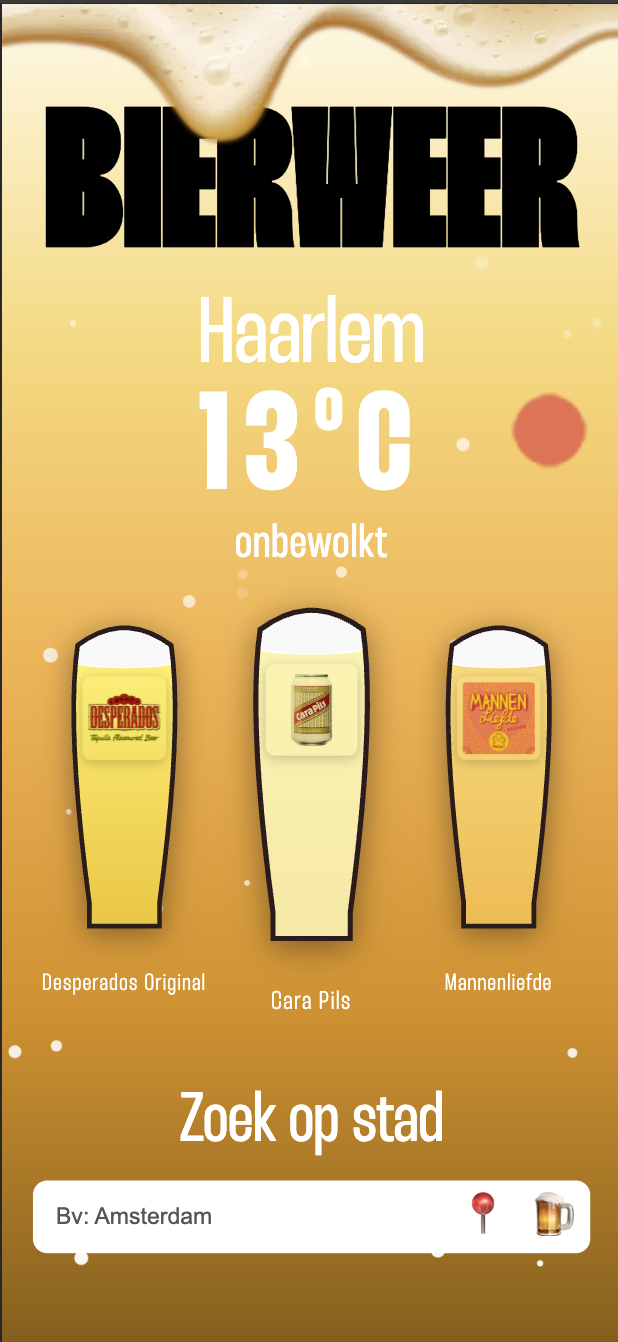 BIERWEER
Haarlem
13°C
onbewolkt
DESPERADOS
Tequila Flavoured Beer
Cara Pils
MANNEN
Liefde
Desperados Original
Cara Pils
Mannenliefde
Zoek op stad
Bv: Amsterdam